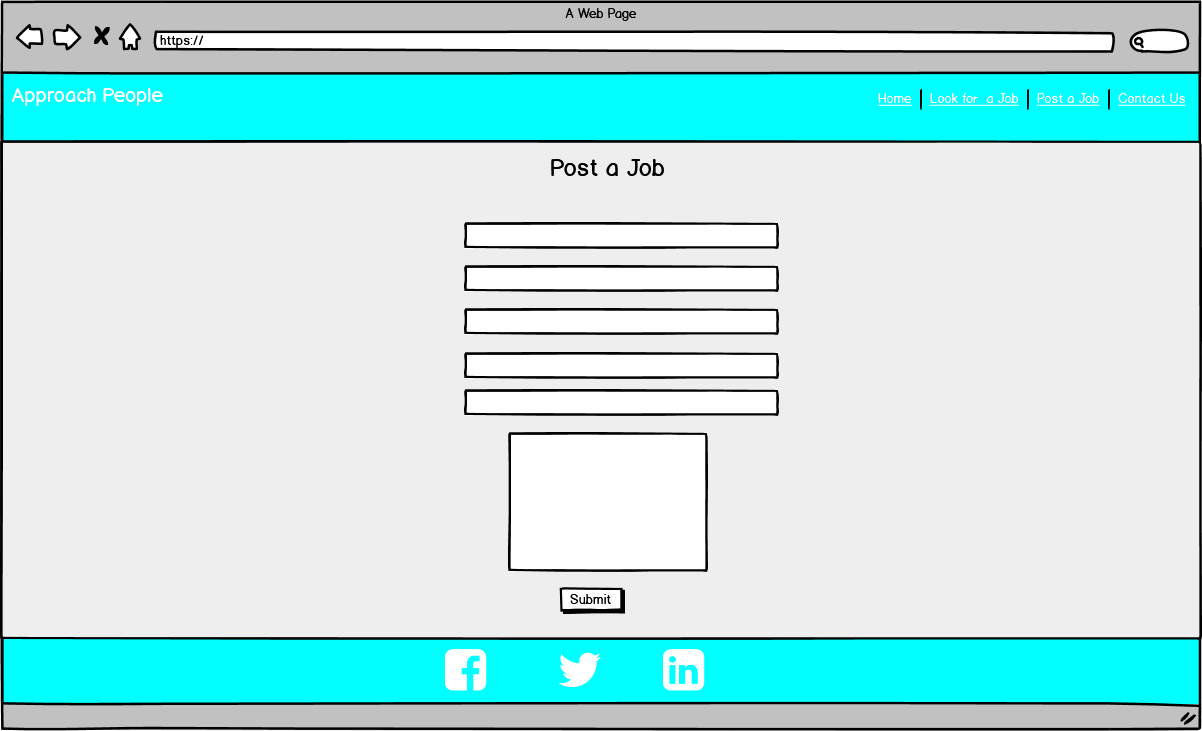 A Web Page
https://
Approach People
Home Look for a Job Post a Job Contact Us
Post a Job
Submit